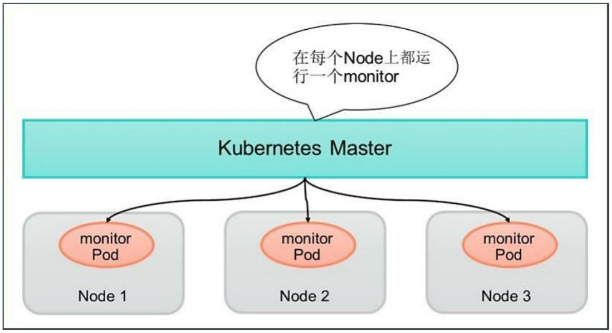 在每个Node上都运
行一个monitor
Kubernetes Master
monitor
Pod
Node 1
monitor
Pod
Node 2
monitor
Pod
Node 3